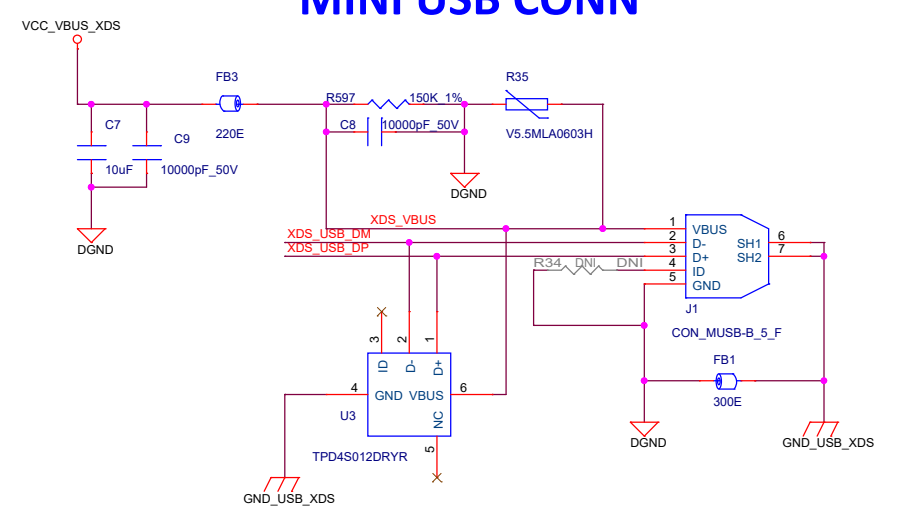 MINI USB CONN
VCC_VBUS_XDS
FB3
220E
R597
150K_1%
C8
10000pF_50V
R35
V5.5MLA0603H
C7
10uF
C9
10000pF_50V
DGND
DGND
XDS_VBUS
XDS_USB_DM
XDS_USB_DP
R34
DNI
DNI
1
2
3
4
5
VBUS
D-
D+
ID
GND
SH1
SH2
6
7
J1
CON_MUSB-B_5_F
3
2
1
ID
D-
D+
4
GND
VBUS
6
NC
5
U3
TPD4S012DRYR
FB1
300E
DGND
GND_USB_XDS
GND_USB_XDS